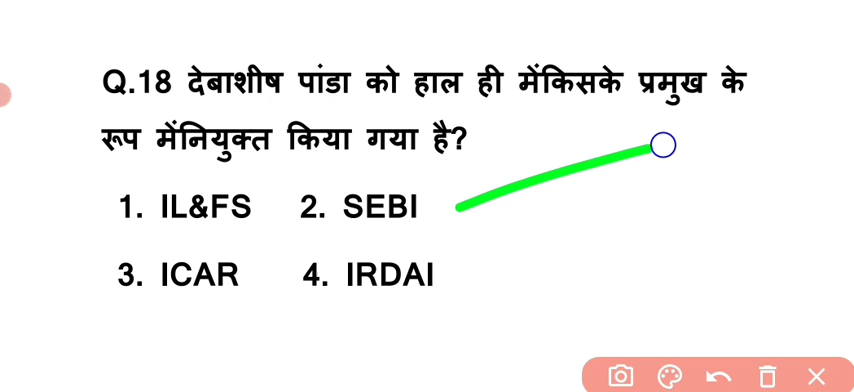 Q.18 देबाशीष पांडा को हाल ही मेंकिसके प्रमुख के
रूप मेंनियुक्त किया गया है?
1. IL&FS 2. SEBI
3. ICAR 4. IRDAI